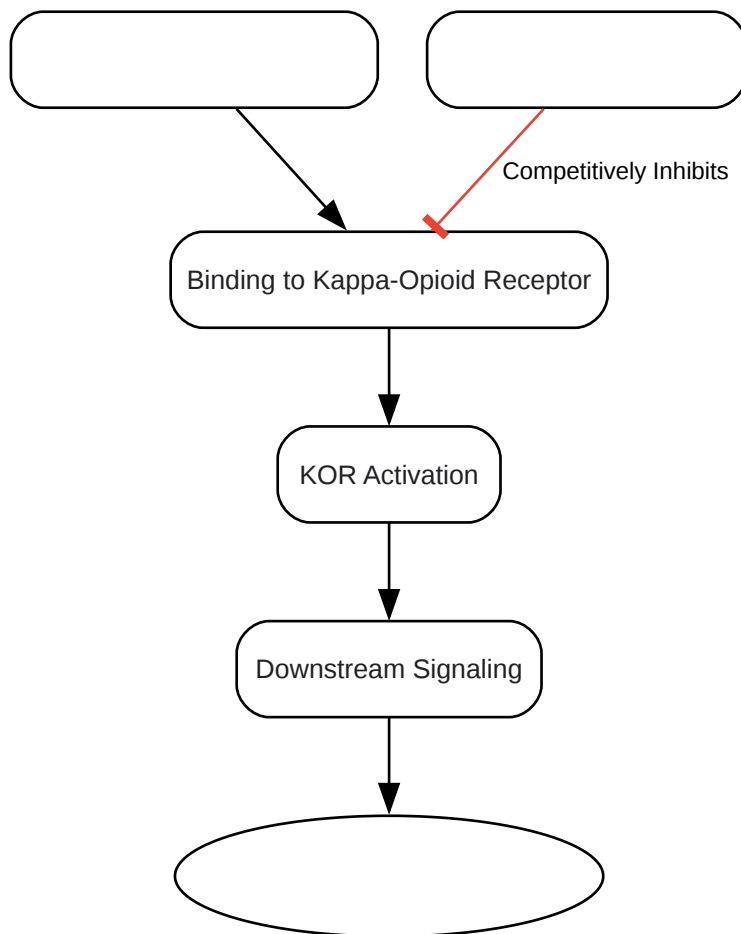 Competitively Inhibits
Binding to Kappa-Opioid Receptor
KOR Activation
Downstream Signaling